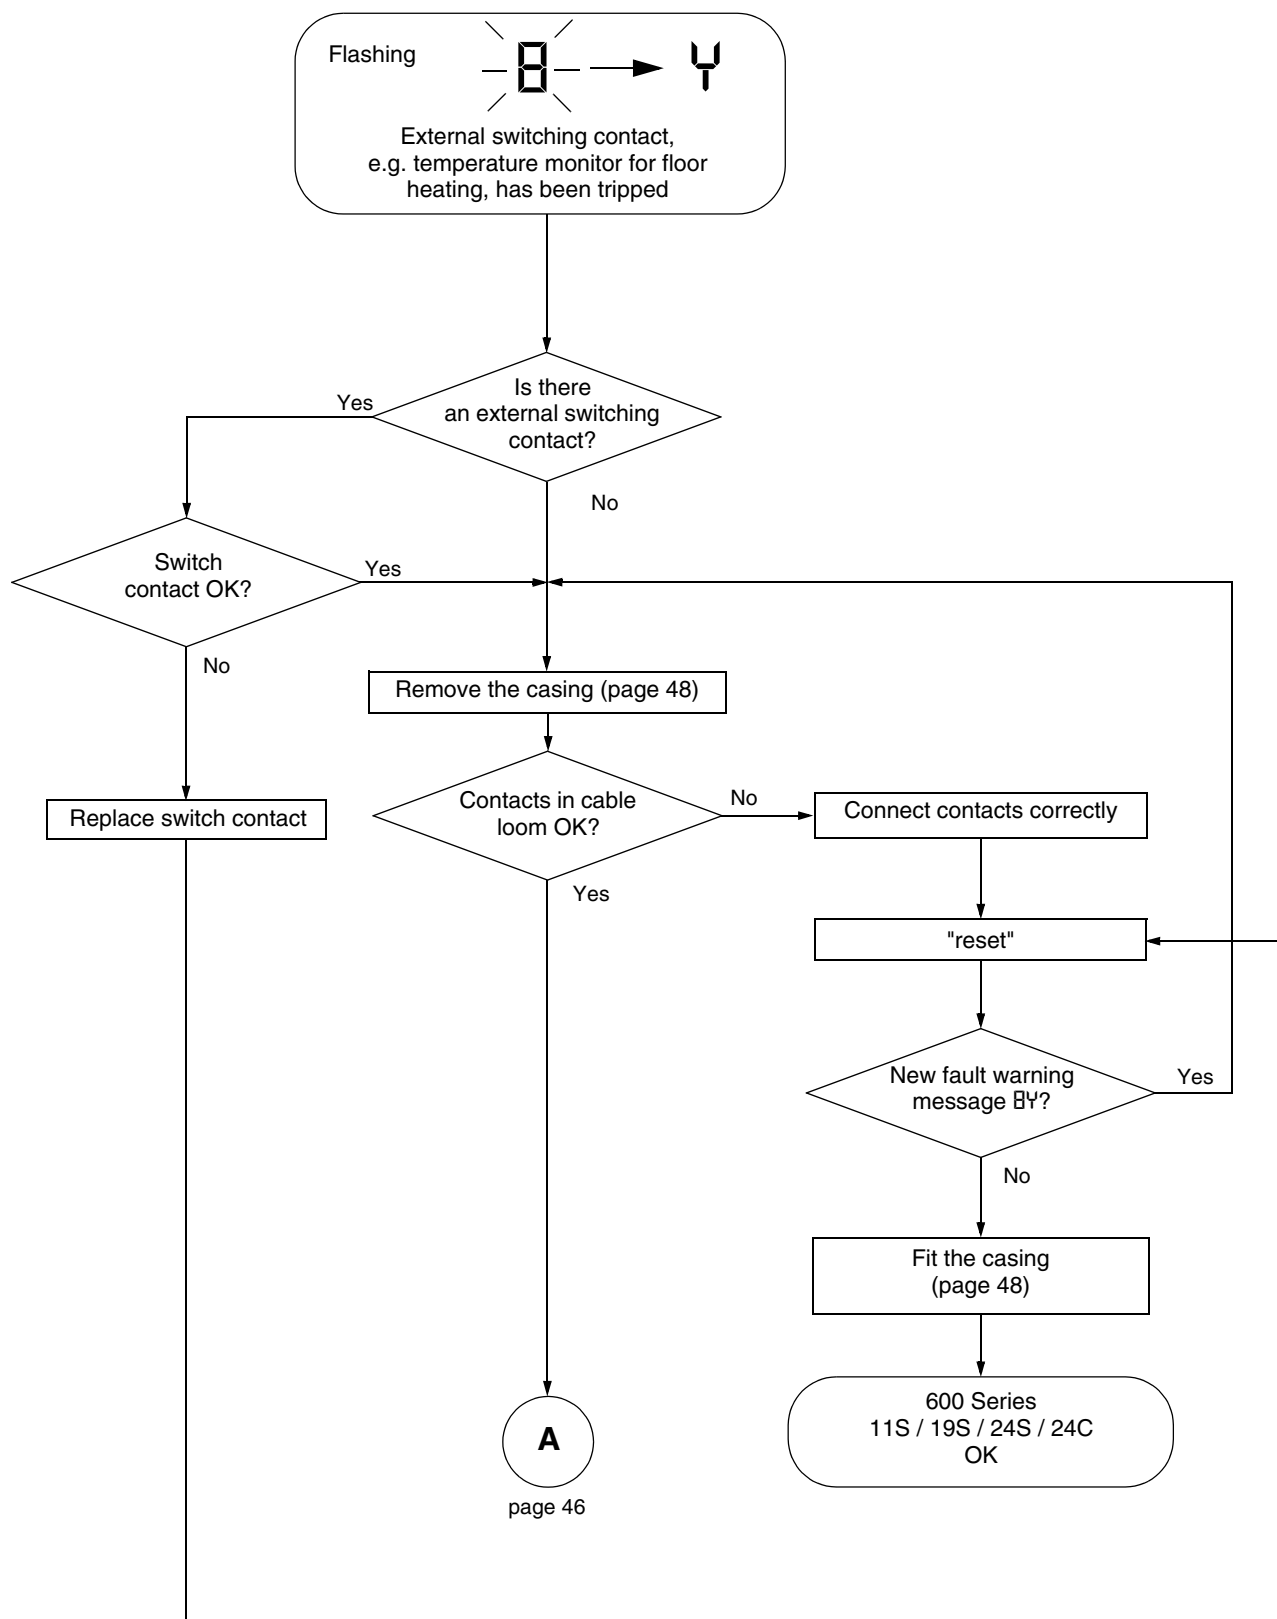 Flashing
8
Y
External switching contact,
e.g. temperature monitor for floor
heating, has been tripped
Is there
an external switching
contact?
Yes
No
Switch
contact OK?
Yes
No
Remove the casing (page 48)
Replace switch contact
Contacts in cable
loom OK?
No
Yes
Connect contacts correctly
"reset"
New fault warning
message 8Y?
Yes
No
Fit the casing
(page 48)
600 Series
11S / 19S / 24S / 24C
OK
A
page 46